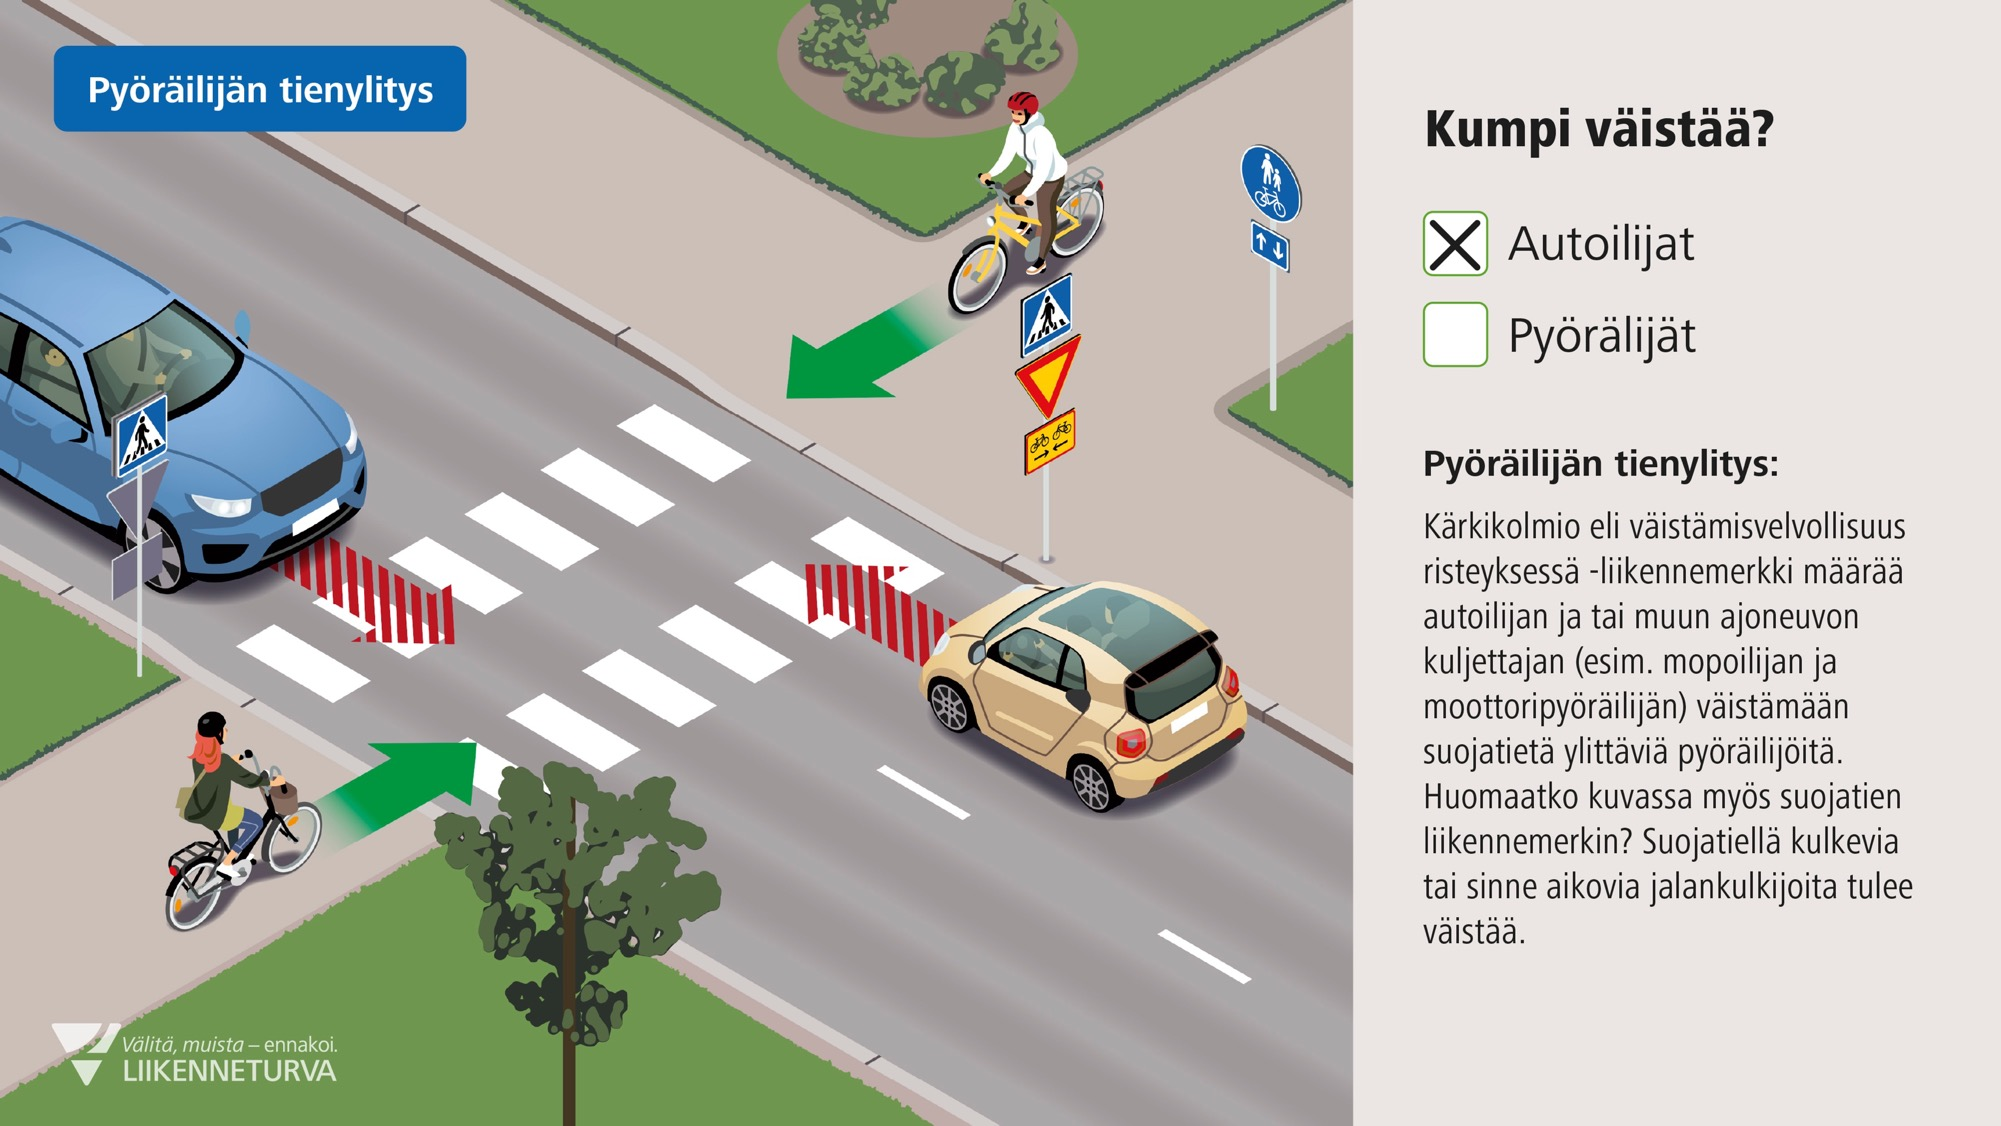 Pyöräilijän tienylitys
Kumpi väistää?
Autoilijat
Pyörälijät
Pyöräilijän tienylitys:
Kärkikolmio eli väistämisvelvollisuus
risteyksessä -liikennemerkki määrää
autoilijan ja tai muun ajoneuvon
kuljettajan (esim. mopoilijan ja
moottoripyöräilijän) väistämään
suojatietä ylittäviä pyöräilijöitä.
Huomaatko kuvassa myös suojatien
liikennemerkin? Suojatiellä kulkevia
tai sinne aikovia jalankulkijoita tulee
väistää.
Välitä, muista – ennakoi.
LIIKENNETURVA